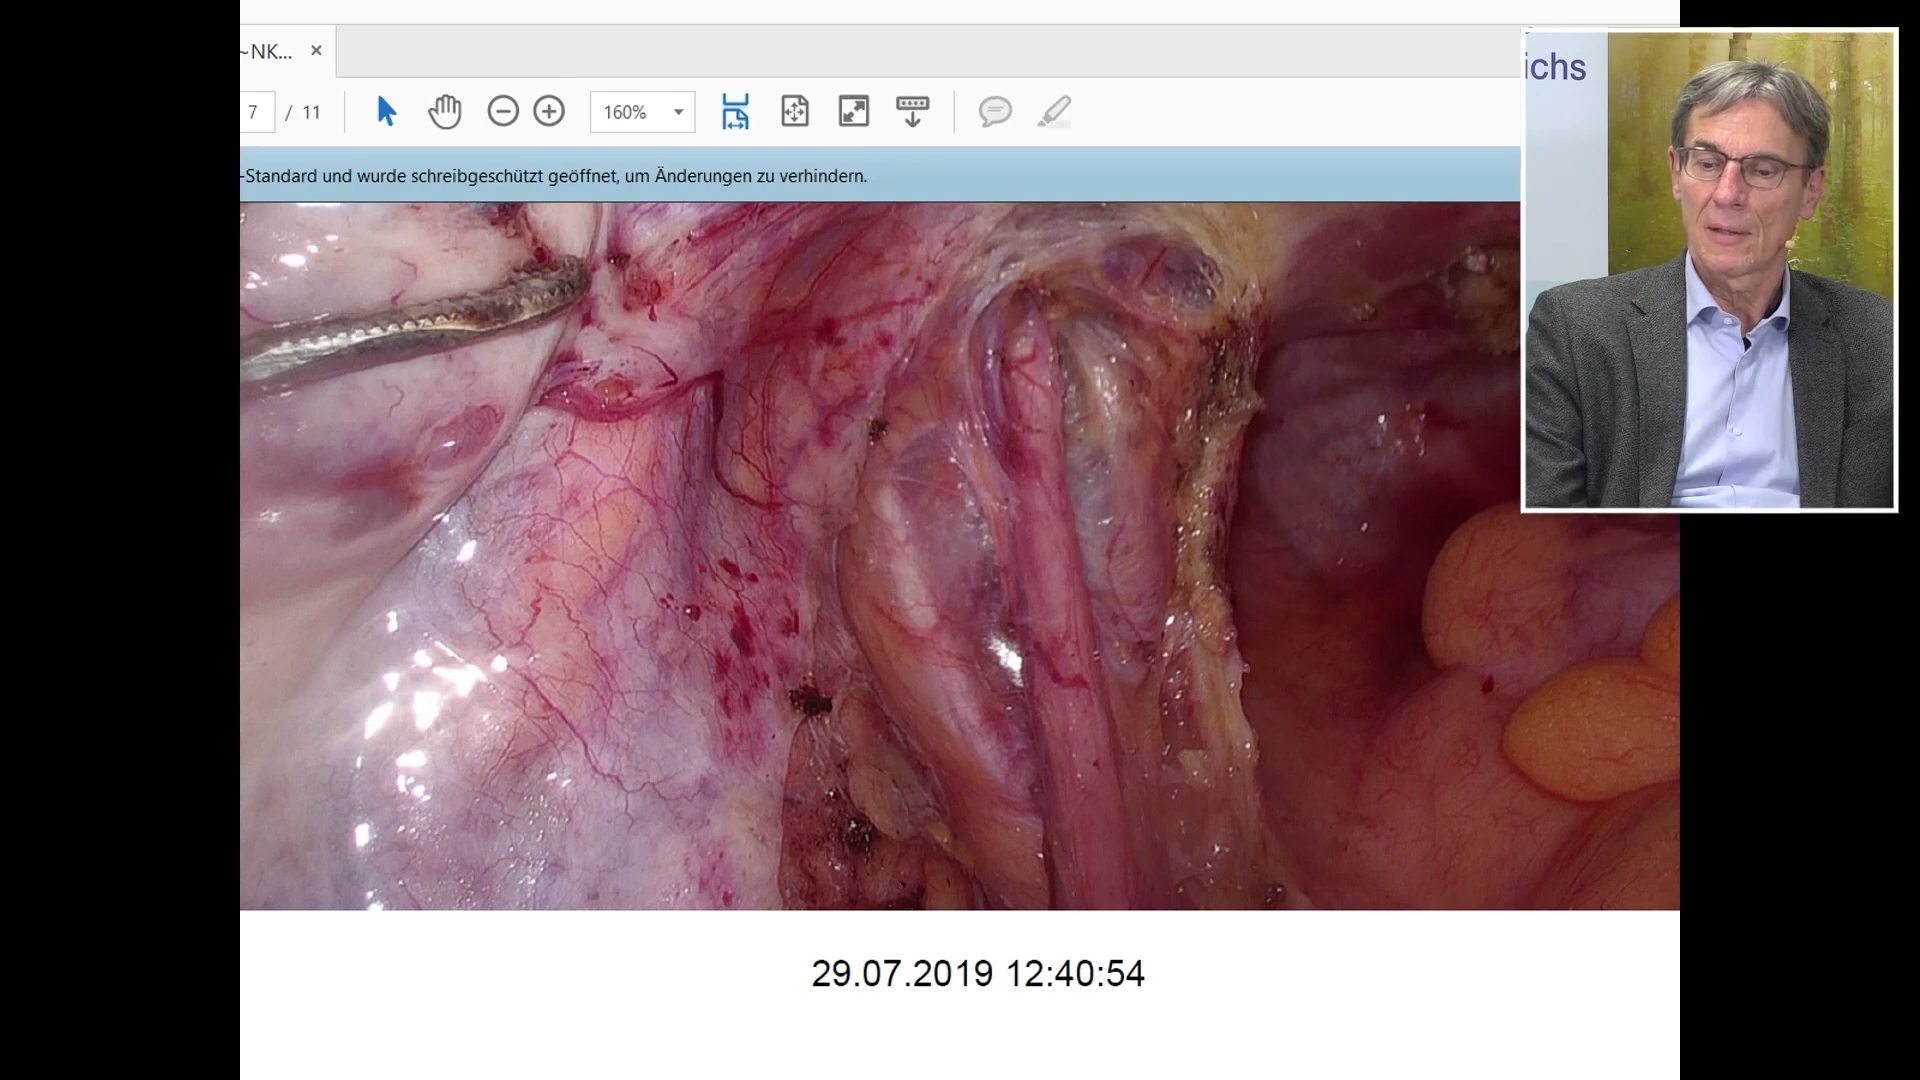 ~NK...
7 / 11
160%
-Standard und wurde schreibgeschützt geöffnet, um Änderungen zu verhindern.
ichs
29.07.2019 12:40:54